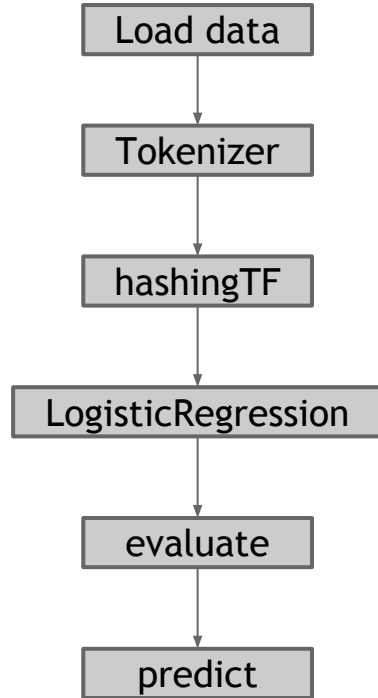 Load data
Tokenizer
hashingTF
LogisticRegression
evaluate
predict